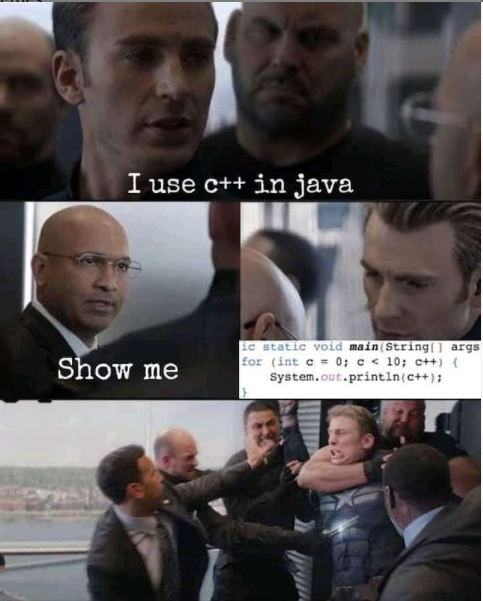 I use c++ in java
Show me
ic static void main(String[] args
for (int c = 0; c < 10; c++) {
System.out.println(c++);
}